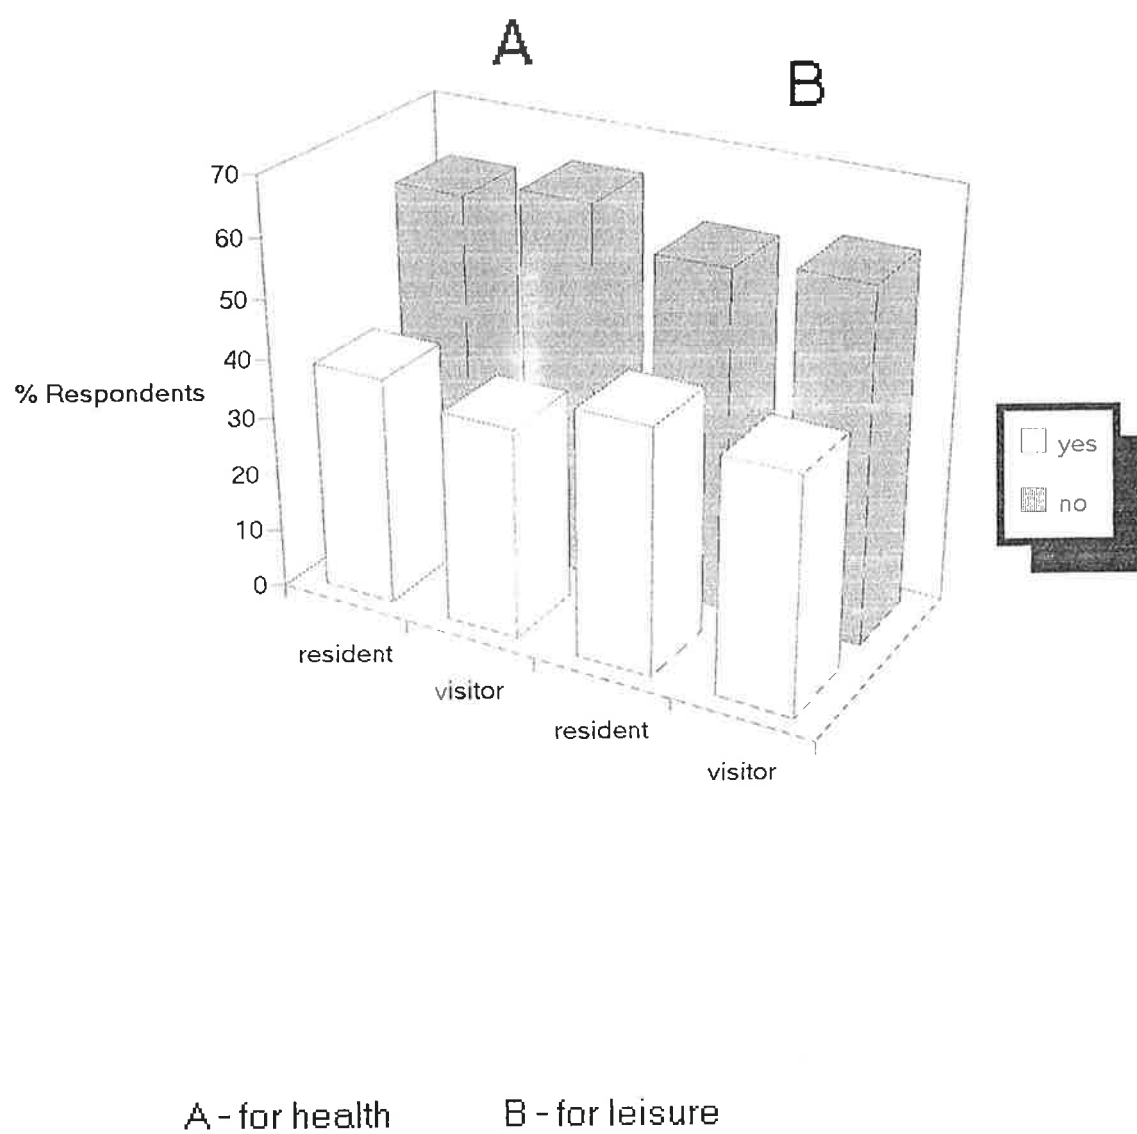 A
B
70
60
50
40
30
20
10
0
% Respondents
resident
visitor
resident
visitor
yes
no
A - for health B - for leisure